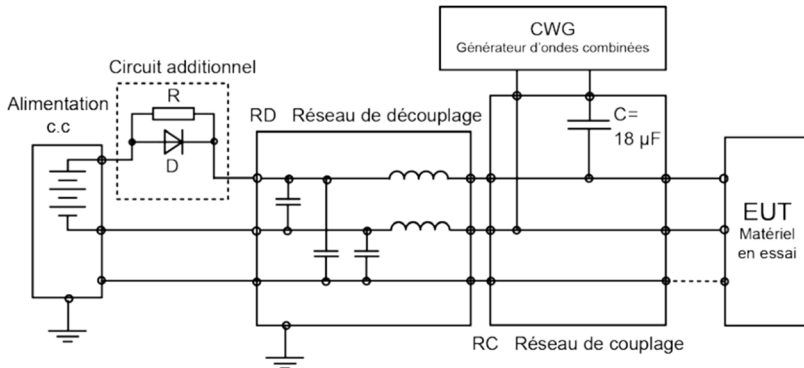 CWG
Générateur d'ondes combinées
Circuit additionnel
R
D
Alimentation
c.c
RD Réseau de découplage
C=
18 µF
EUT
Matériel
en essai
RC Réseau de couplage